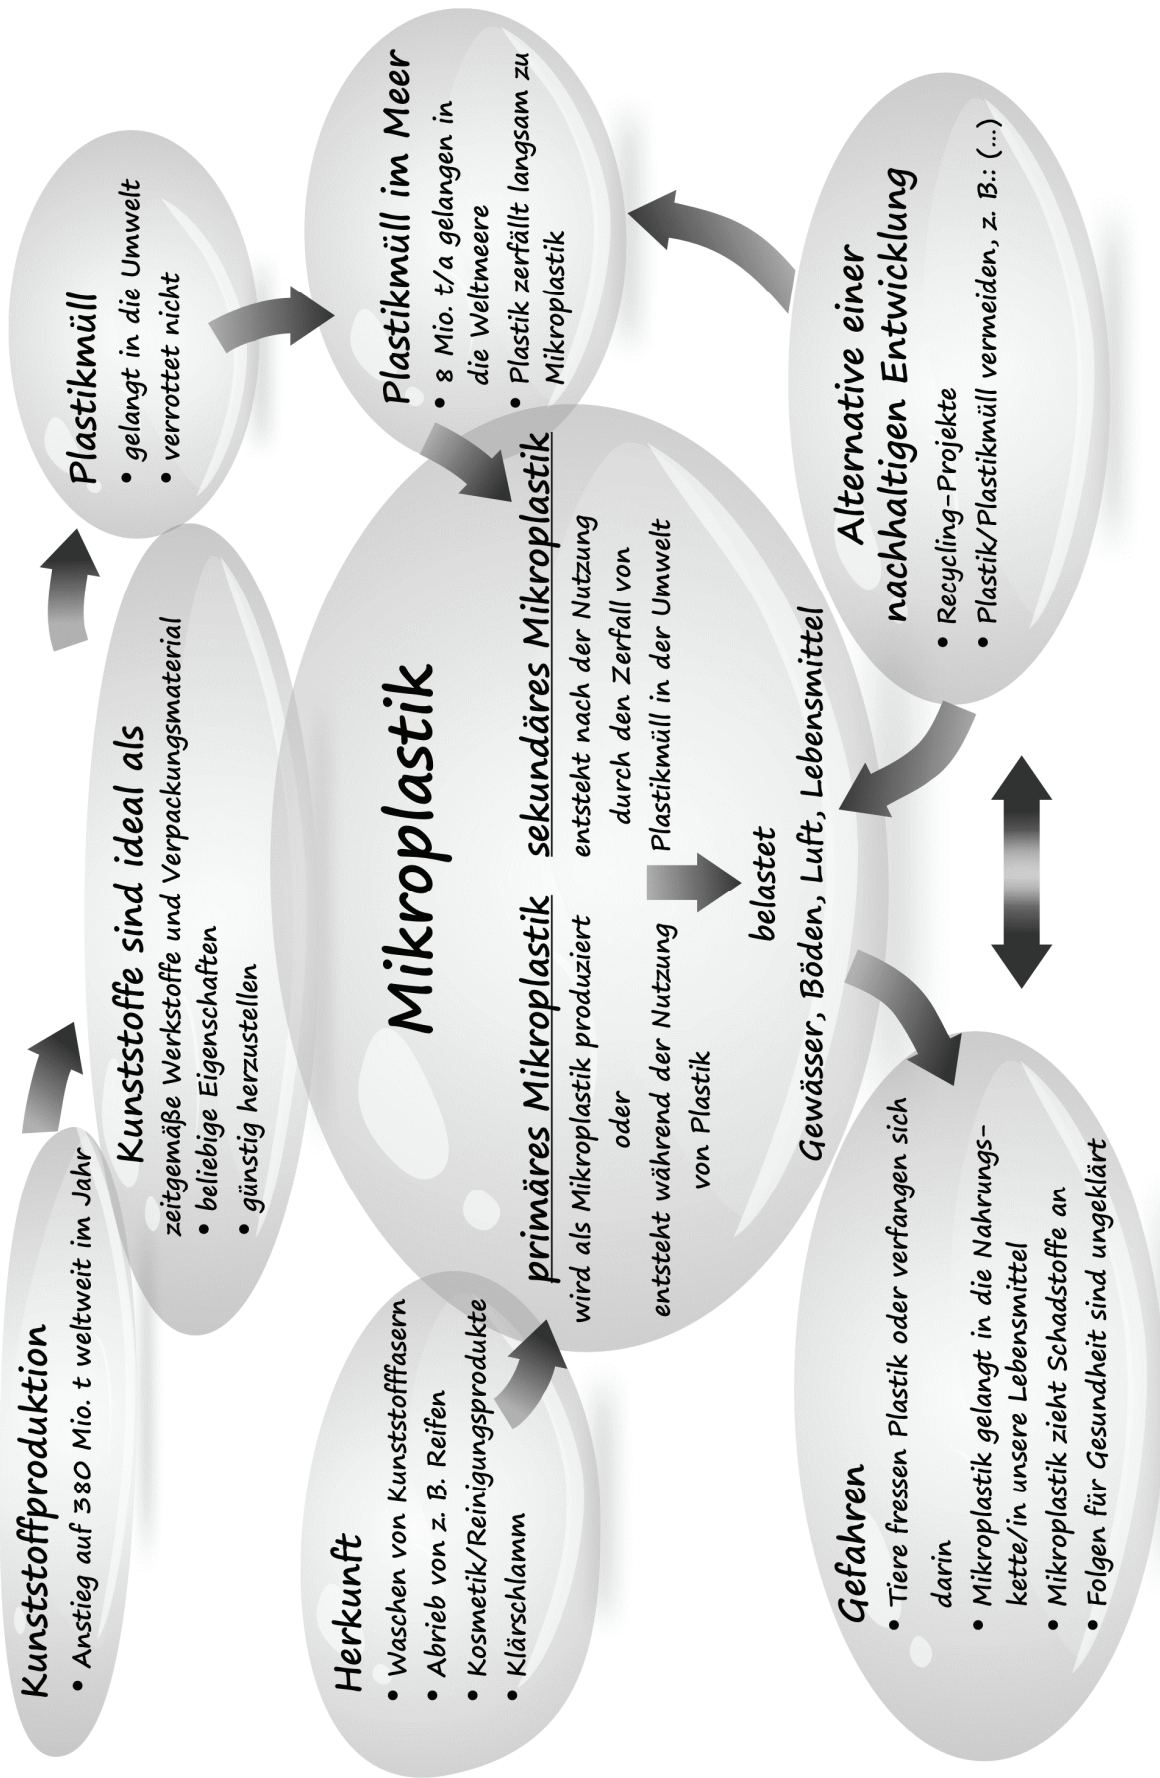 Kunststoffproduktion
• Anstieg auf 380 Mio. t weltweit im Jahr
Kunststoffe sind ideal als
zeitgemäße Werkstoffe und Verpackungsmaterial
• beliebige Eigenschaften
• günstig herzustellen
Plastikmüll
• gelangt in die Umwelt
• verrottet nicht
Herkunft
• Waschen von Kunststofffasern
• Abrieb von z. B. Reifen
• Kosmetik/Reinigungsprodukte
• Klärschlamm
Mikroplastik
primäres Mikroplastik
wird als Mikroplastik produziert
oder
entsteht während der Nutzung
von Plastik
sekundäres Mikroplastik
entsteht nach der Nutzung
durch den Zerfall von
Plastikmüll in der Umwelt
belastet
Gewässer, Böden, Luft, Lebensmittel
Plastikmüll im Meer
• 8 Mio. t/a gelangen in
die Weltmeere
• Plastik zerfällt langsam zu
Mikroplastik
Gefahren
• Tiere fressen Plastik oder verfangen sich
darin
• Mikroplastik gelangt in die Nahrungs-
kette/in unsere Lebensmittel
• Mikroplastik zieht Schadstoffe an
• Folgen für Gesundheit sind ungeklärt
Alternative einer
nachhaltigen Entwicklung
• Recycling-Projekte
• Plastik/Plastikmüll vermeiden, z. B.: (...)